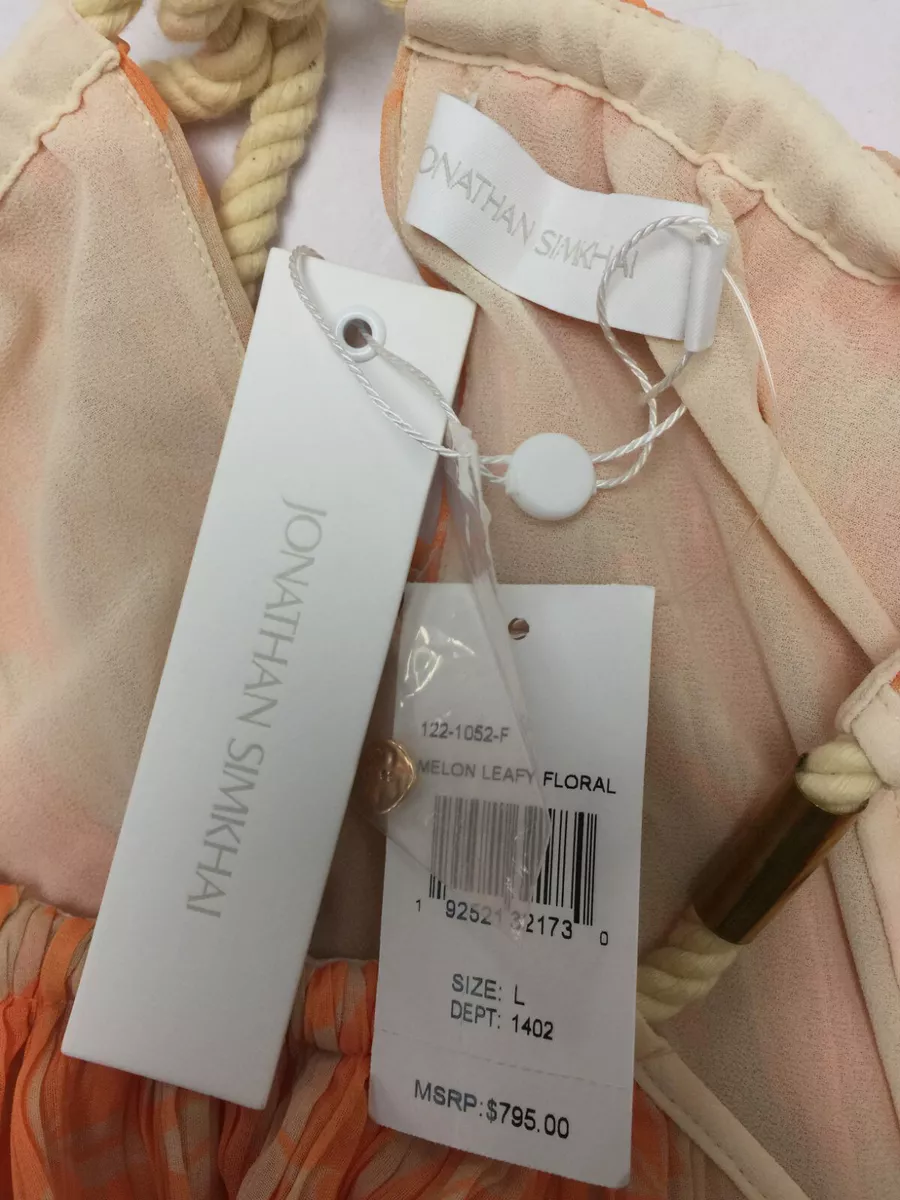 JONATHAN SIMKHAI
JONATHAN SIMKHAI
122-1052-F
MELON LEAFY FLORAL
1 92521 32173 0
SIZE: L
DEPT: 1402
MSRP:$795.00